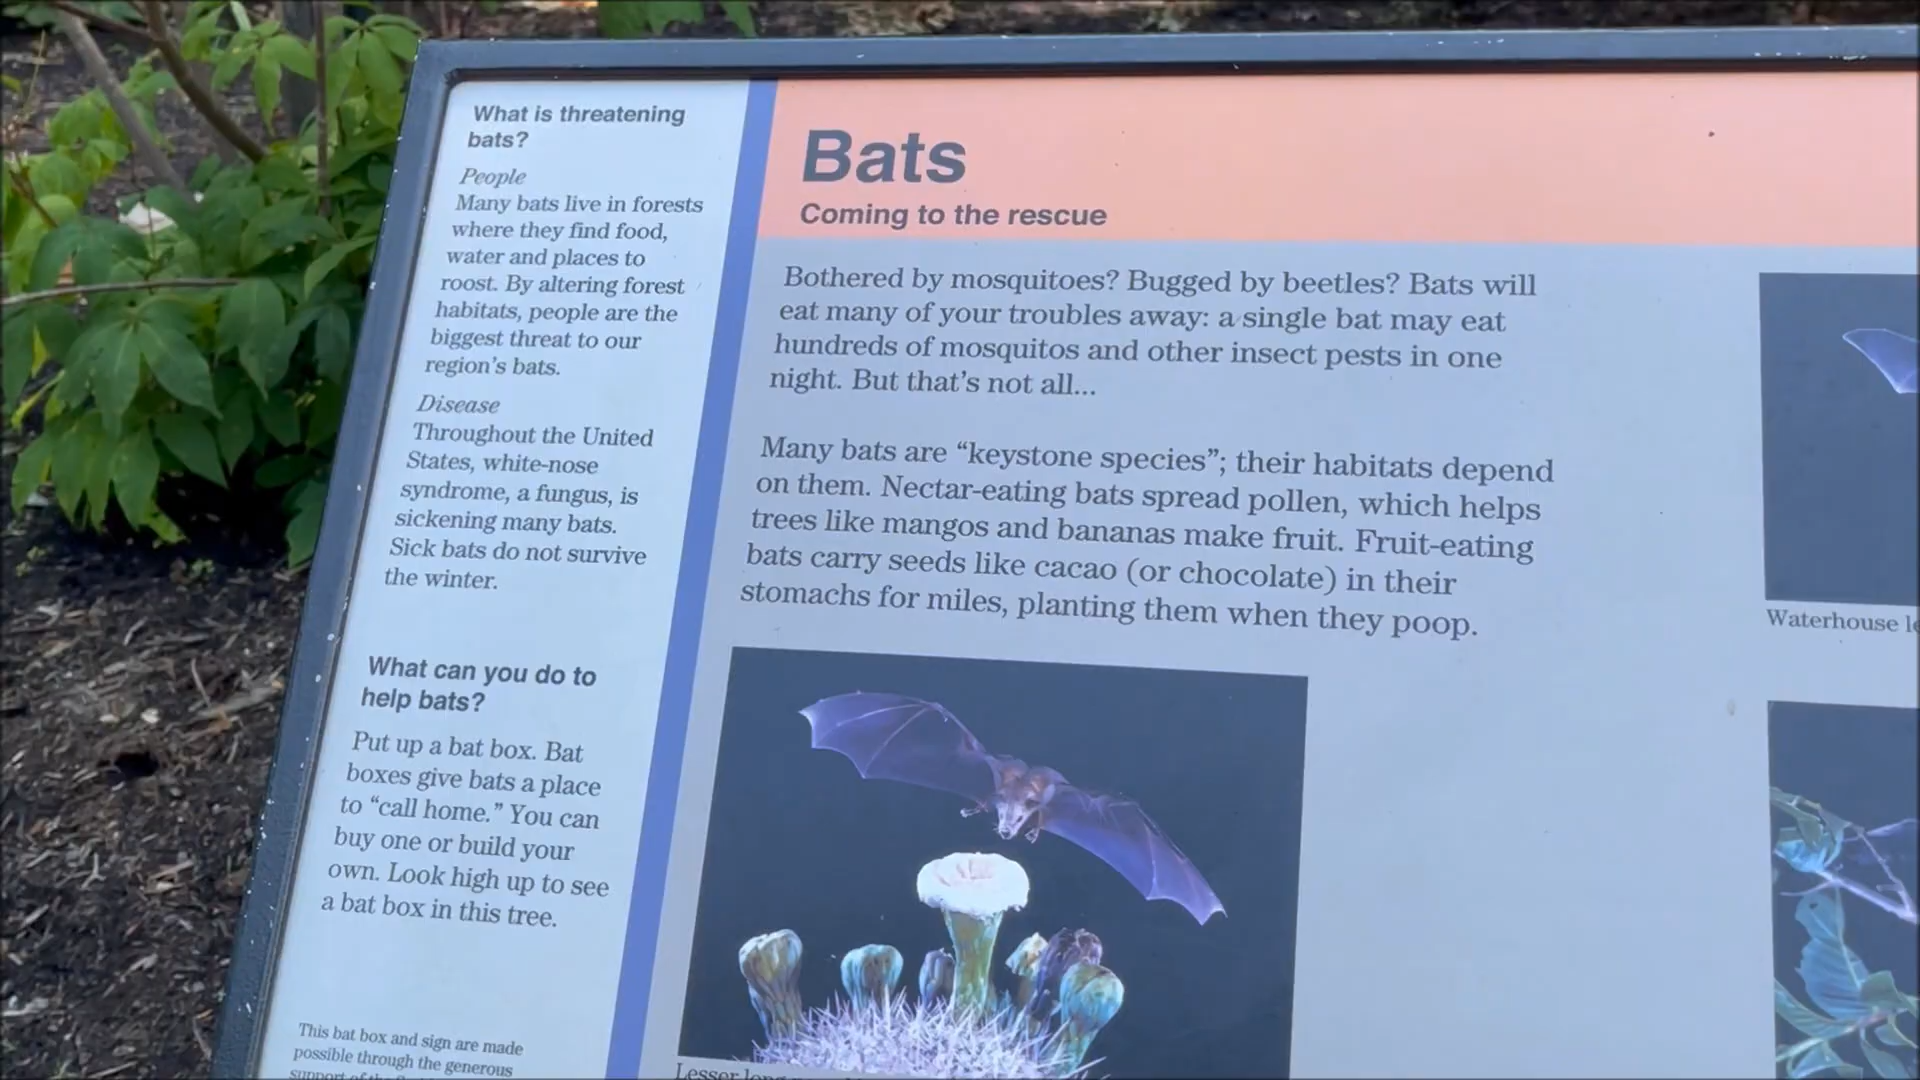 What is threatening
bats?
People
Many bats live in forests
where they find food,
water and places to
roost. By altering forest
habitats, people are the
biggest threat to our
region's bats.
Disease
Throughout the United
States, white-nose
syndrome, a fungus, is
sickening many bats.
Sick bats do not survive
the winter.
What can you do to
help bats?
Put up a bat box. Bat
boxes give bats a place
to “call home.” You can
buy one or build your
own. Look high up to see
a bat box in this tree.
This bat box and sign are made
possible through the generous
support of the
Bats
Coming to the rescue
Bothered by mosquitoes? Bugged by beetles? Bats will
eat many of your troubles away: a single bat may eat
hundreds of mosquitos and other insect pests in one
night. But that's not all...
Many bats are “keystone species”; their habitats depend
on them. Nectar-eating bats spread pollen, which helps
trees like mangos and bananas make fruit. Fruit-eating
bats carry seeds like cacao (or chocolate) in their
stomachs for miles, planting them when they poop.
Lesser
Waterhouse